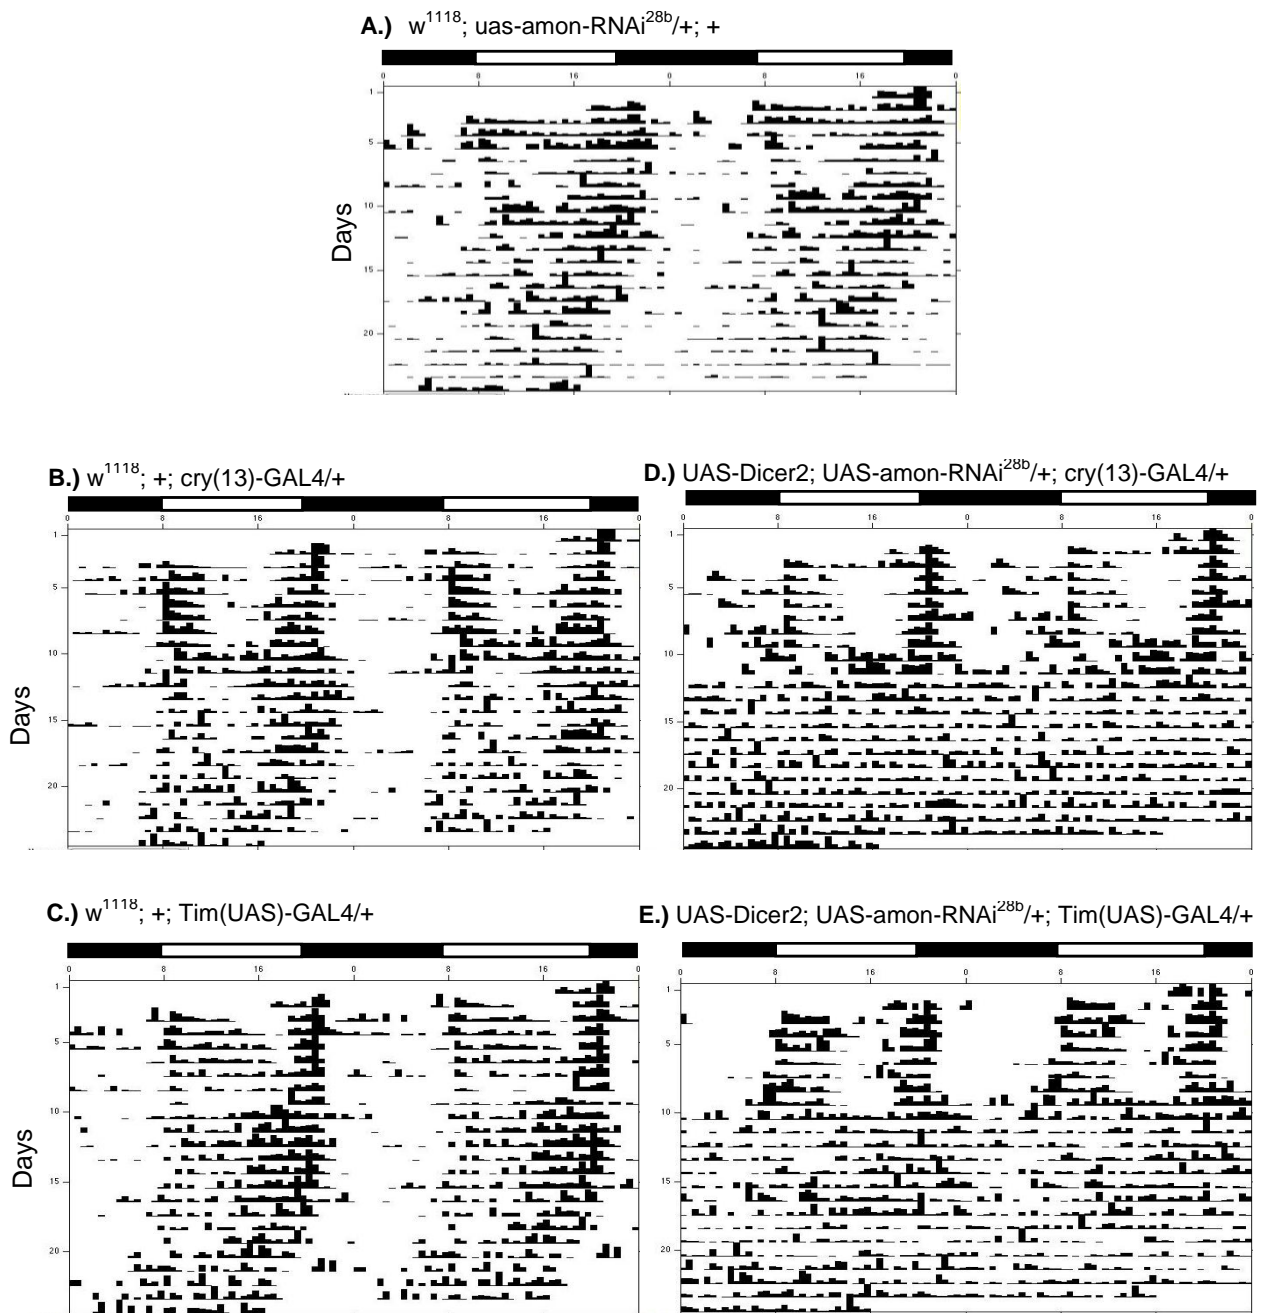 A.) w1118; uas-amon-RNAi28b/+; +
0 8 16 0 8 16 0
1
5
10
15
20
Days
B.) w1118; +; cry(13)-GAL4/+
0 8 16 0 8 16 0
1
5
10
15
20
Days
D.) UAS-Dicer2; UAS-amon-RNAi28b/+; cry(13)-GAL4/+
0 8 16 0 8 16 0
1
5
10
15
20
C.) w1118; +; Tim(UAS)-GAL4/+
0 8 16 0 8 16 0
1
5
10
15
20
Days
E.) UAS-Dicer2; UAS-amon-RNAi28b/+; Tim(UAS)-GAL4/+
0 8 16 0 8 16 0
1
5
10
15
20